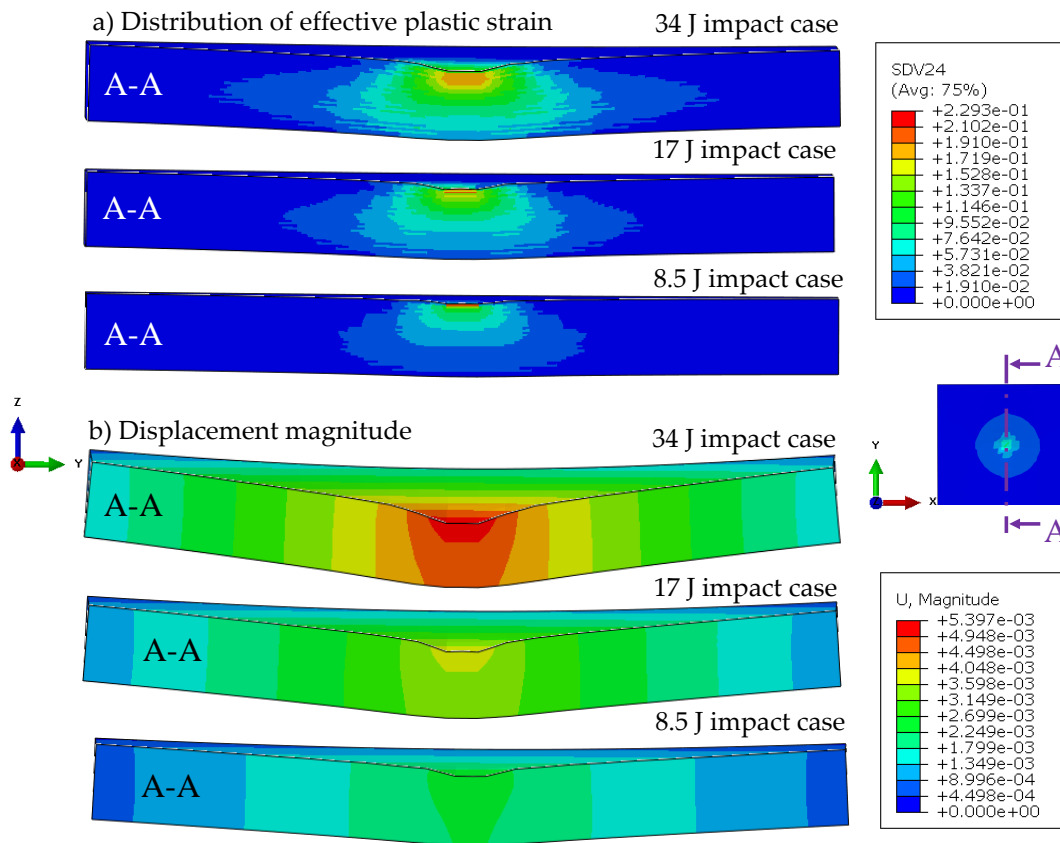 a) Distribution of effective plastic strain
34 J impact case
A-A
17 J impact case
A-A
8.5 J impact case
A-A
SDV24
(Avg: 75%)
+2.293e-01
+2.102e-01
+1.910e-01
+1.719e-01
+1.528e-01
+1.337e-01
+1.146e-01
+9.552e-02
+7.642e-02
+5.731e-02
+3.821e-02
+1.910e-02
+0.000e+00
A
Y
X
Z
A
Z
Y
X
b) Displacement magnitude
34 J impact case
A-A
17 J impact case
A-A
8.5 J impact case
A-A
U, Magnitude
+5.397e-03
+4.948e-03
+4.498e-03
+4.048e-03
+3.598e-03
+3.149e-03
+2.699e-03
+2.249e-03
+1.799e-03
+1.349e-03
+8.996e-04
+4.498e-04
+0.000e+00